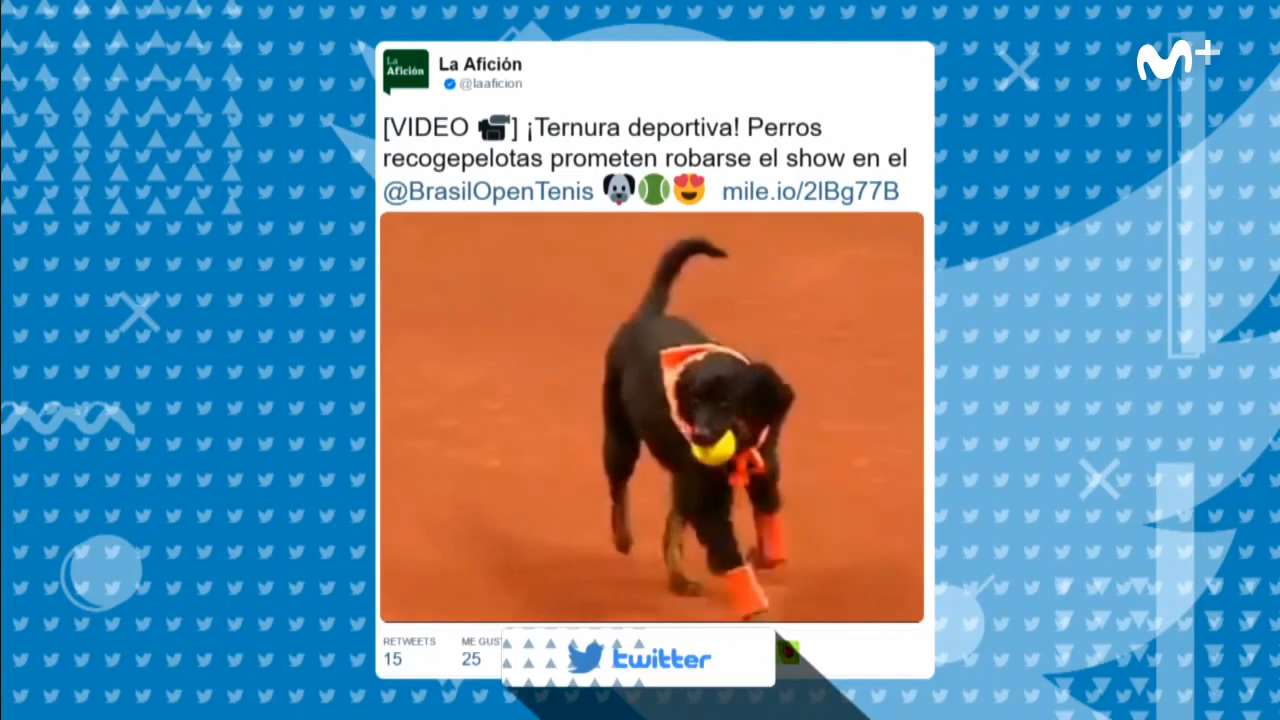 La Afición
La
Afición
@laaficion
M+
[VIDEO 📹] ¡Ternura deportiva! Perros
recogepelotas prometen robarse el show en el
@BrasilOpenTenis 🐶🎾😍 mile.io/2lBg77B
RETWEETS
15
ME GUS
25
twitter